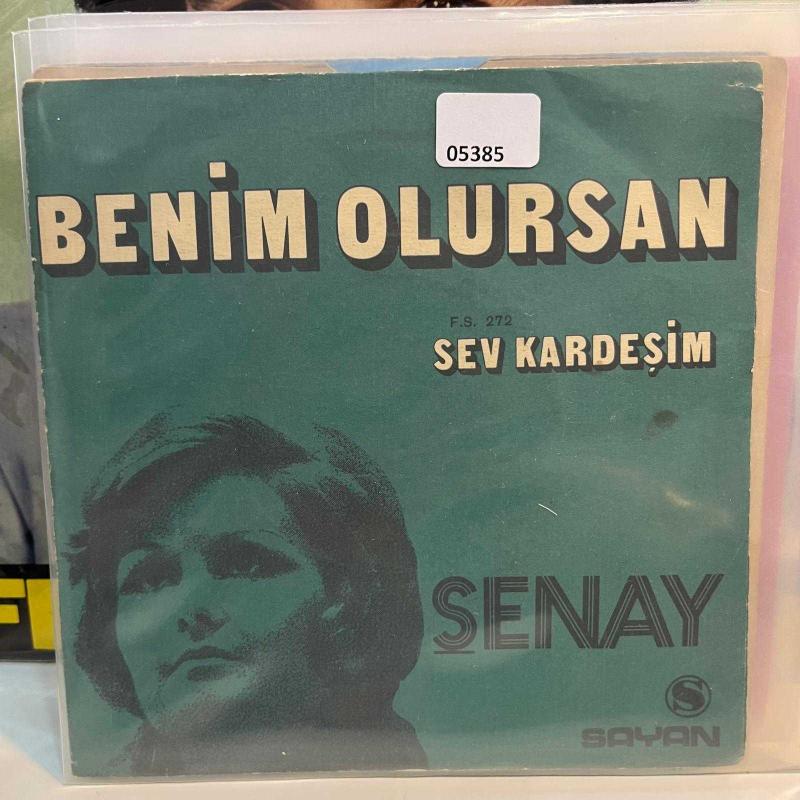 05385
BENİM OLURSAN
F.S. 272
SEV KARDEŞİM
ŞENAY
S
SAYAN